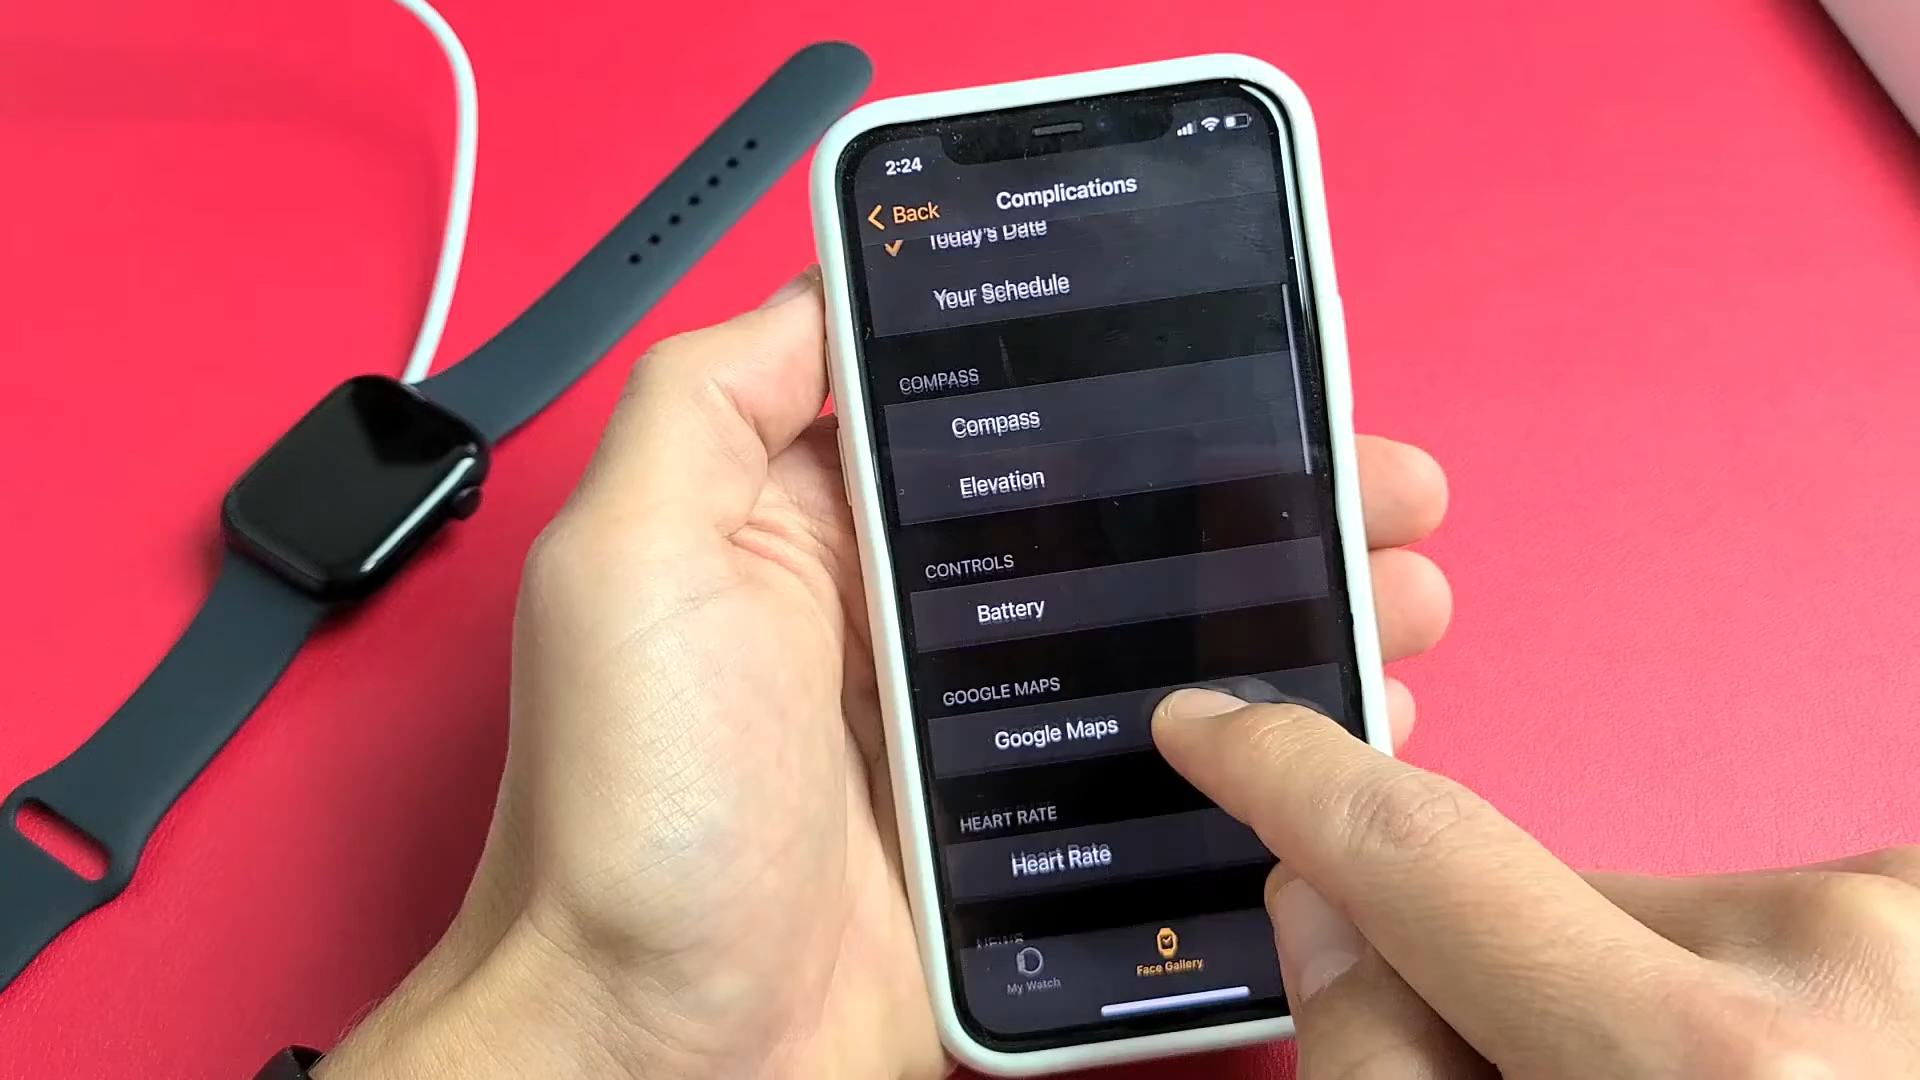 2:24
Back
Complications
Today's Date
Your Schedule
COMPASS
Compass
Elevation
CONTROLS
Battery
GOOGLE MAPS
Google Maps
HEART RATE
Heart Rate
NEWS
My Watch
Face Gallery